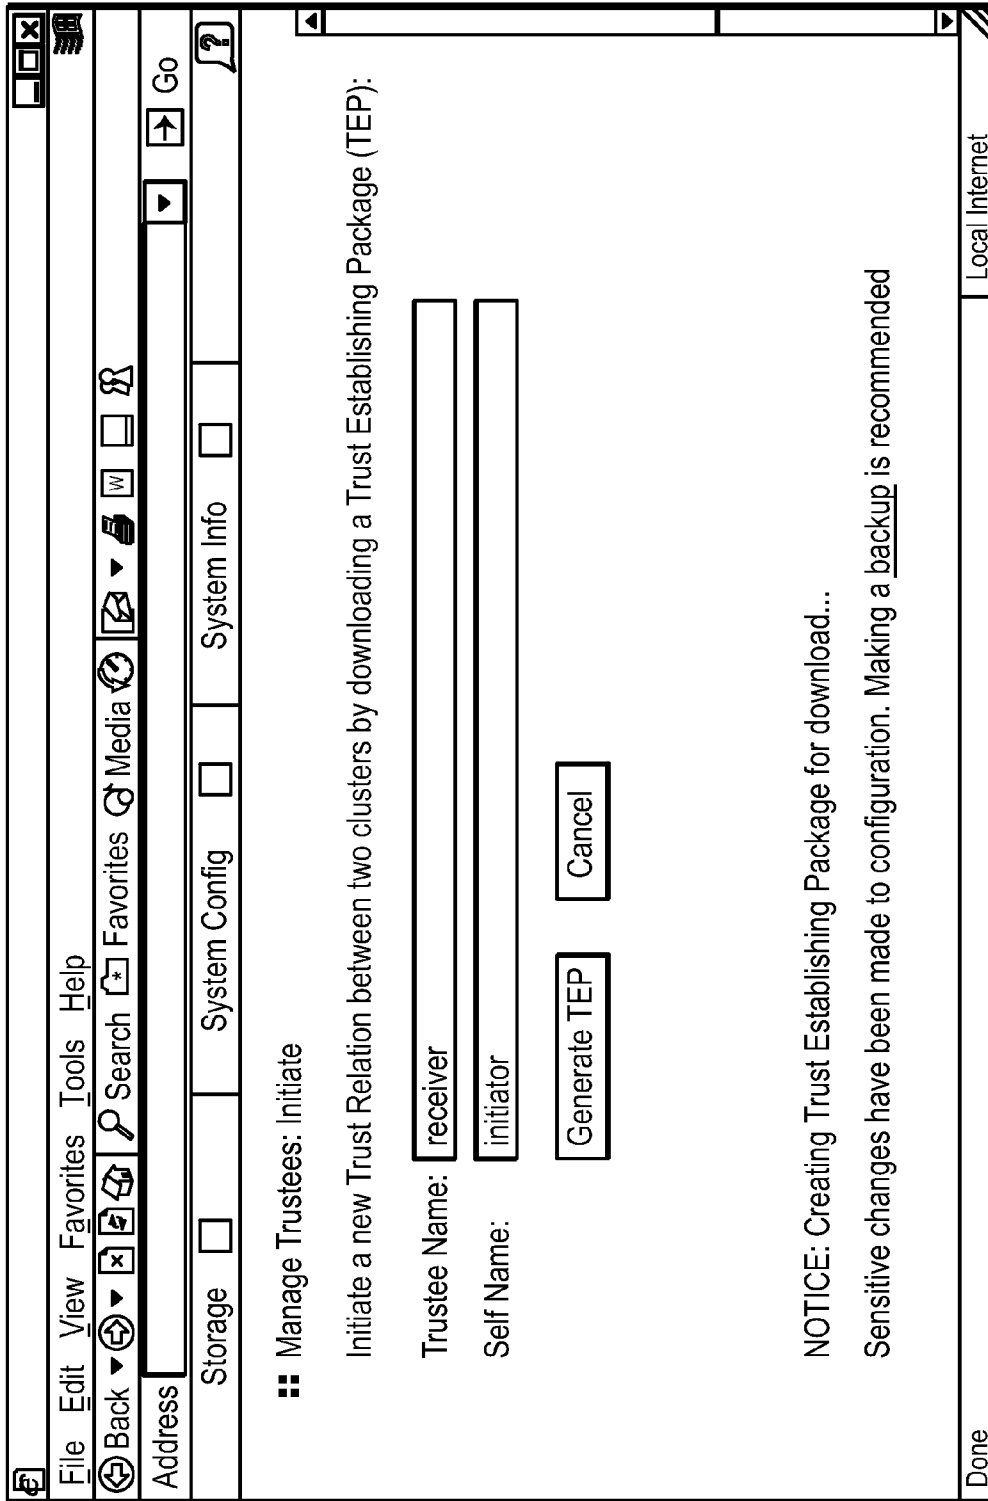 File Edit View Favorites Tools Help
Back Search Favorites Media W
Address Go
Storage System Config System Info ?
Manage Trustees: Initiate
Initiate a new Trust Relation between two clusters by downloading a Trust Establishing Package (TEP):
Trustee Name: receiver
Self Name: initiator
Generate TEP Cancel
NOTICE: Creating Trust Establishing Package for download...
Sensitive changes have been made to configuration. Making a backup is recommended
Done Local Internet